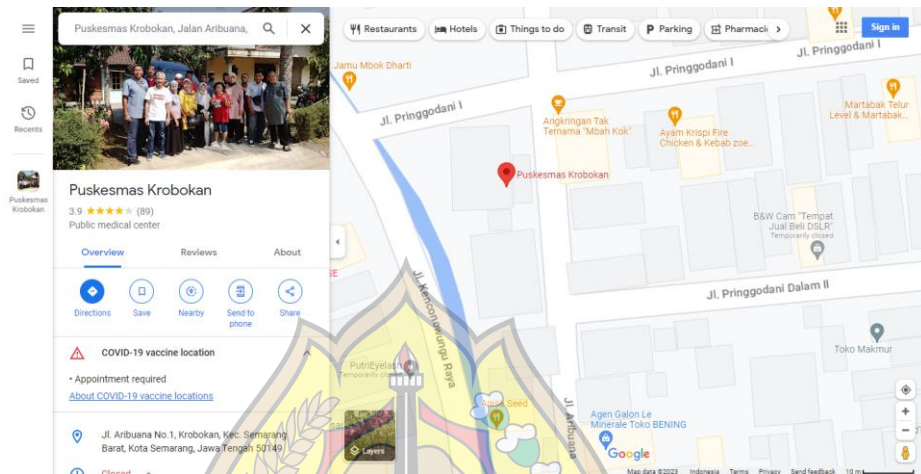 Puskesmas Krobokan, Jalan Aribuana,
Saved
Recents
Puskesmas
Krobokan
Puskesmas Krobokan
3.9 ★★★★ (89)
Public medical center
Overview Reviews About
Directions Save Nearby Send to
phone Share
COVID-19 vaccine location
• Appointment required
About COVID-19 vaccine locations
Jl. Aribuana No.1, Krobokan, Kec. Semarang
Barat, Kota Semarang, Jawa Tengah 50149
Closed
Restaurants Hotels Things to do Transit P Parking Pharmaci
Sign in
Jamu Mbok Dharti
Jl. Pringgodani I
Jl. Pringgodani I
Jl. Pringgodani I
Angkringan Tak
Ternama "Mbah Kok"
Ayam Krispi Fire
Chicken & Kebab zoe...
Martabak Telur
Level & Martabak...
Puskesmas Krobokan
B&W Cam "Tempat
Jual Beli DSLR"
Temporarily closed
Jl. Kenconowungu Raya
Jl. Pringgodani Dalam II
Toko Makmur
PutriEyelash
Temporarily
Seed
Jl. Aribuana
Agen Galon Le
Minerale Toko BENING
Layers
Google
Map data ©2023 Indonesia Terms Privacy Send feedback 10 m